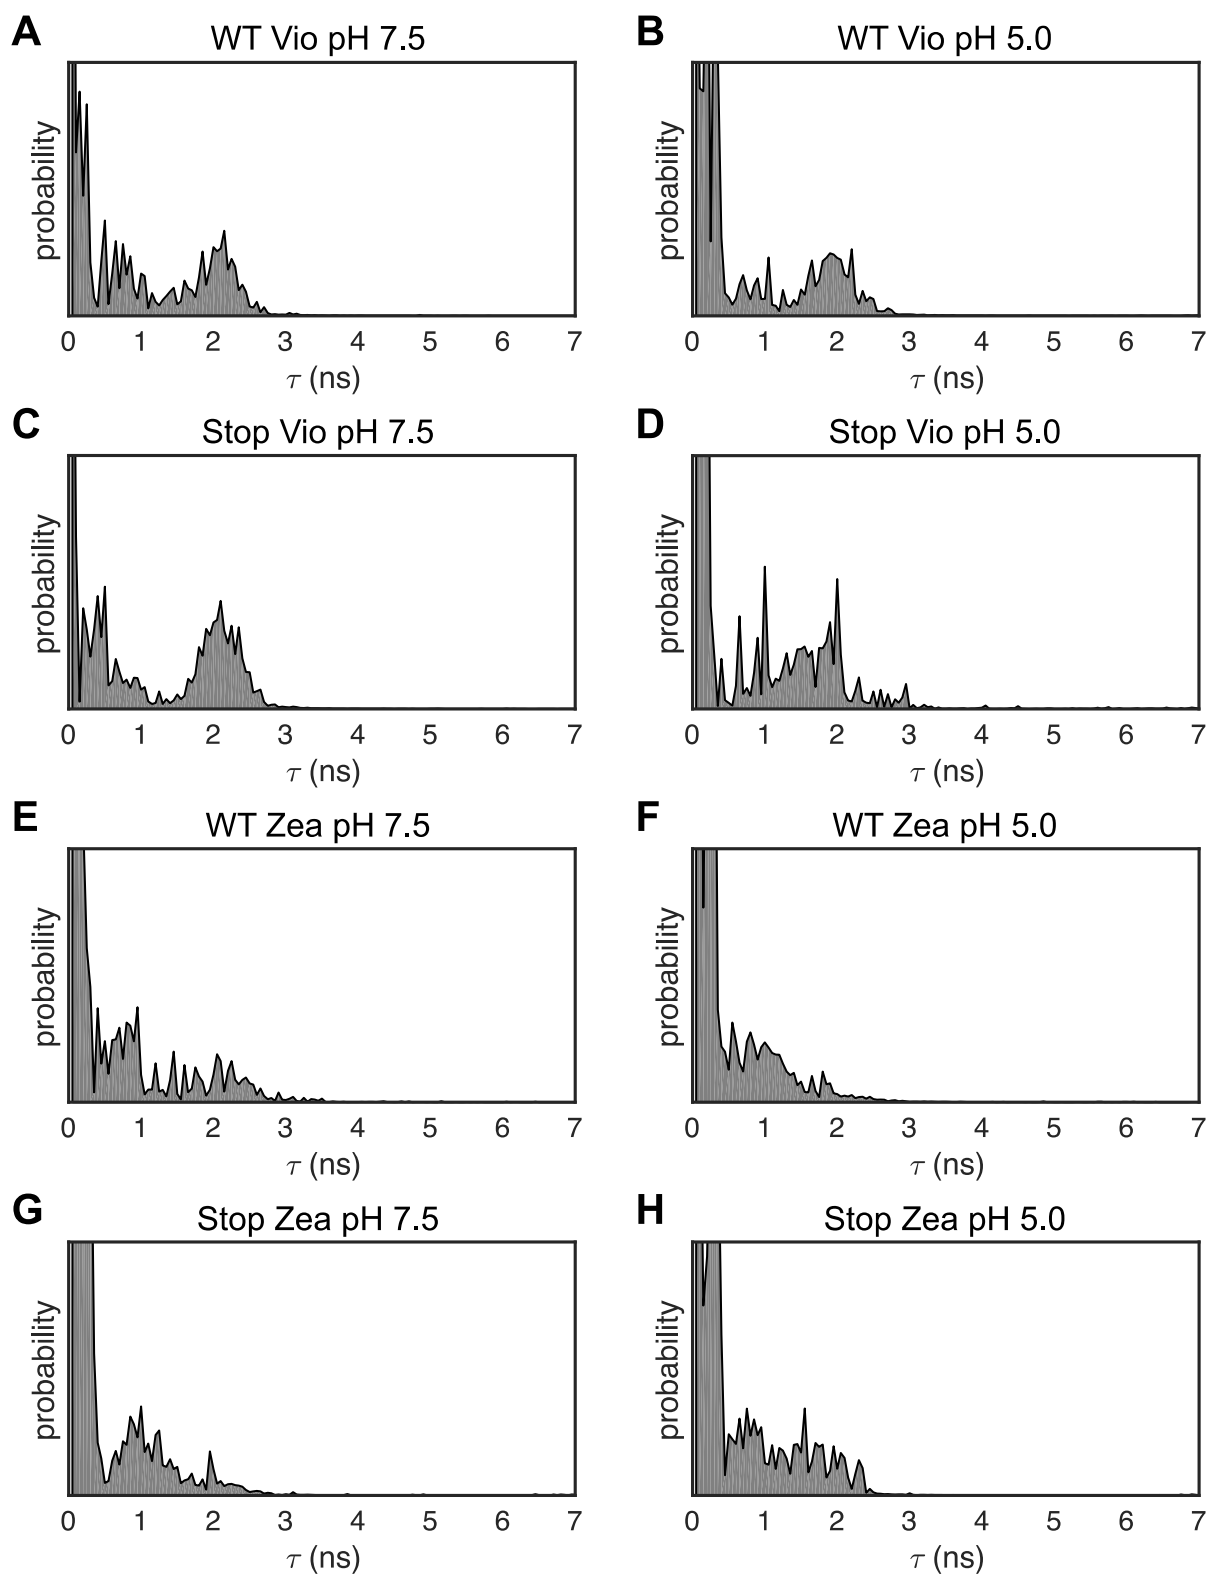 A
WT Vio pH 7.5
probability
0 1 2 3 4 5 6 7
τ (ns)
B
WT Vio pH 5.0
probability
0 1 2 3 4 5 6 7
τ (ns)
C
Stop Vio pH 7.5
probability
0 1 2 3 4 5 6 7
τ (ns)
D
Stop Vio pH 5.0
probability
0 1 2 3 4 5 6 7
τ (ns)
E
WT Zea pH 7.5
probability
0 1 2 3 4 5 6 7
τ (ns)
F
WT Zea pH 5.0
probability
0 1 2 3 4 5 6 7
τ (ns)
G
Stop Zea pH 7.5
probability
0 1 2 3 4 5 6 7
τ (ns)
H
Stop Zea pH 5.0
probability
0 1 2 3 4 5 6 7
τ (ns)